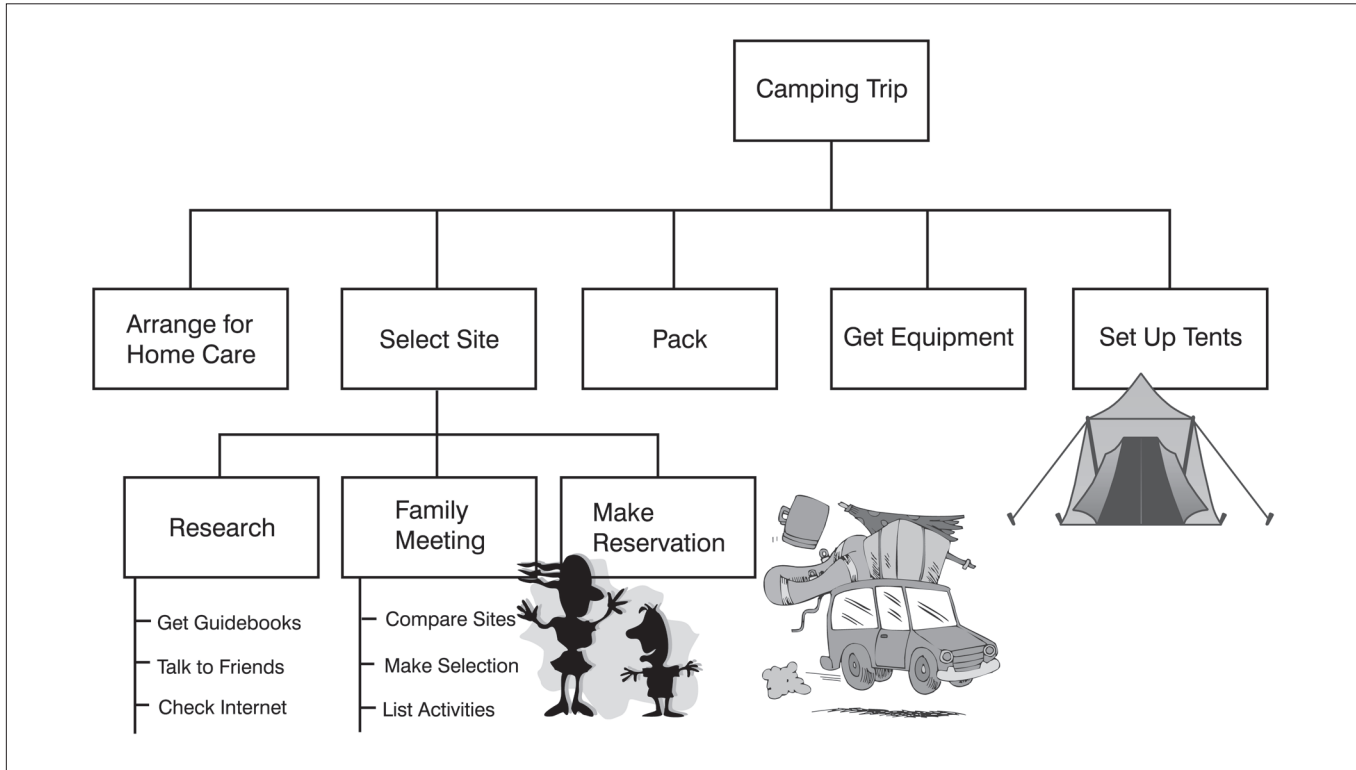 Camping Trip
Arrange for
Home Care
Select Site
Pack
Get Equipment
Set Up Tents
Research
Family
Meeting
Make
Reservation
Get Guidebooks
Talk to Friends
Check Internet
Compare Sites
Make Selection
List Activities